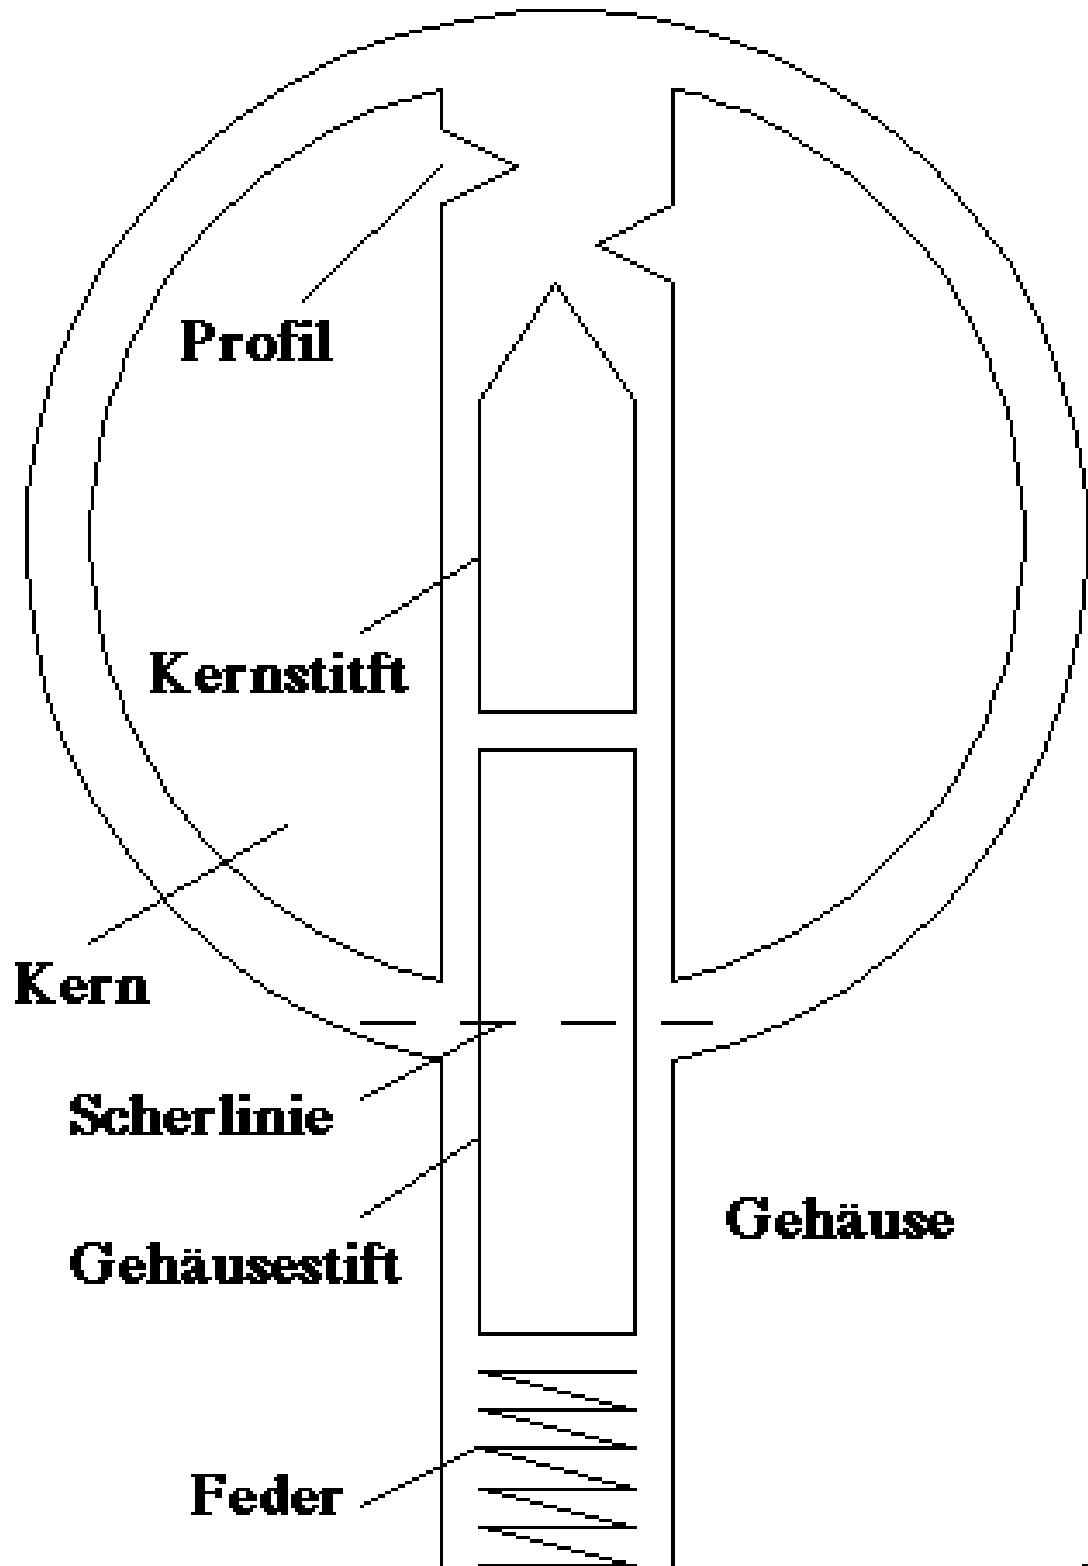 Profil
Kernstitft
Kern
Scherlinie
Gehäusestift
Gehäuse
Feder